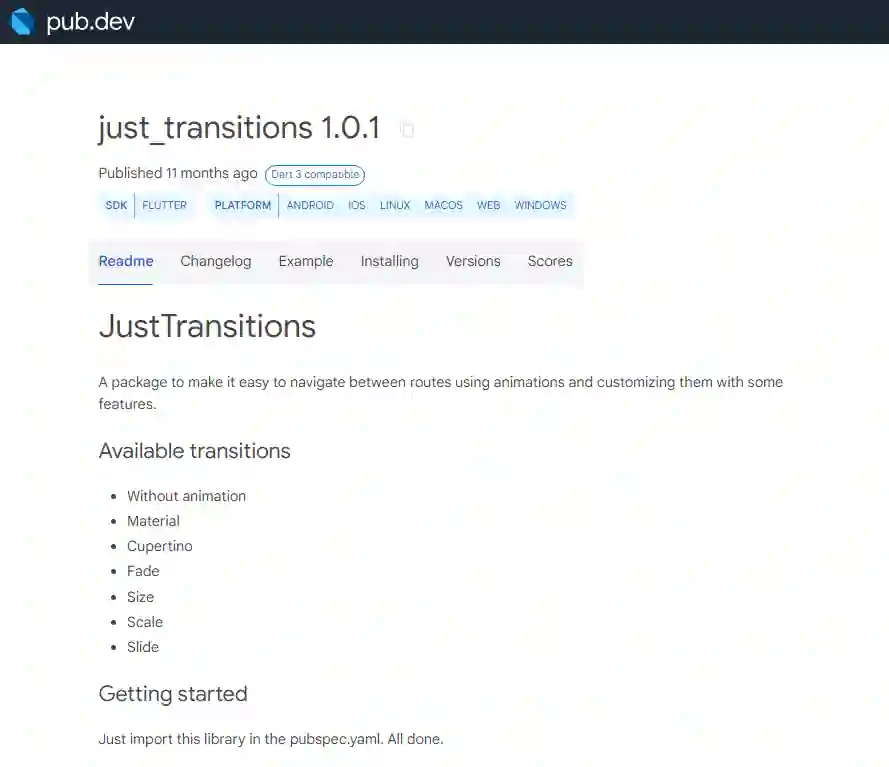 pub.dev
just_transitions 1.0.1
Published 11 months ago Dart 3 compatible
SDK FLUTTER PLATFORM ANDROID IOS LINUX MACOS WEB WINDOWS
Readme Changelog Example Installing Versions Scores
JustTransitions
A package to make it easy to navigate between routes using animations and customizing them with some
features.
Available transitions
• Without animation
• Material
• Cupertino
• Fade
• Size
• Scale
• Slide
Getting started
Just import this library in the pubspec.yaml. All done.